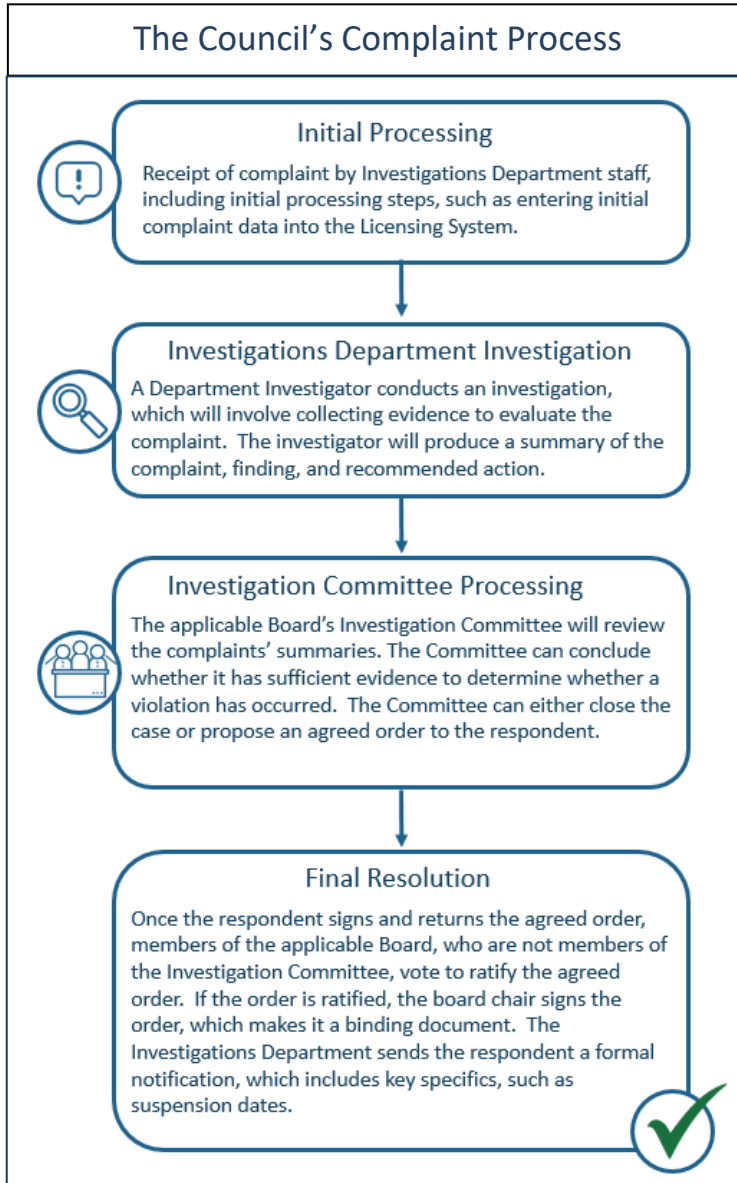 The Council’s Complaint Process
Initial Processing
Receipt of complaint by Investigations Department staff,
including initial processing steps, such as entering initial
complaint data into the Licensing System.
Investigations Department Investigation
A Department Investigator conducts an investigation,
which will involve collecting evidence to evaluate the
complaint.  The investigator will produce a summary of the
complaint, finding, and recommended action.
Investigation Committee Processing
The applicable Board’s Investigation Committee will review
the complaints’ summaries. The Committee can conclude
whether it has sufficient evidence to determine whether a
violation has occurred.  The Committee can either close the
case or propose an agreed order to the respondent.
Final Resolution
Once the respondent signs and returns the agreed order,
members of the applicable Board, who are not members of
the Investigation Committee, vote to ratify the agreed
order.  If the order is ratified, the board chair signs the
order, which makes it a binding document.  The
Investigations Department sends the respondent a formal
notification, which includes key specifics, such as
suspension dates.